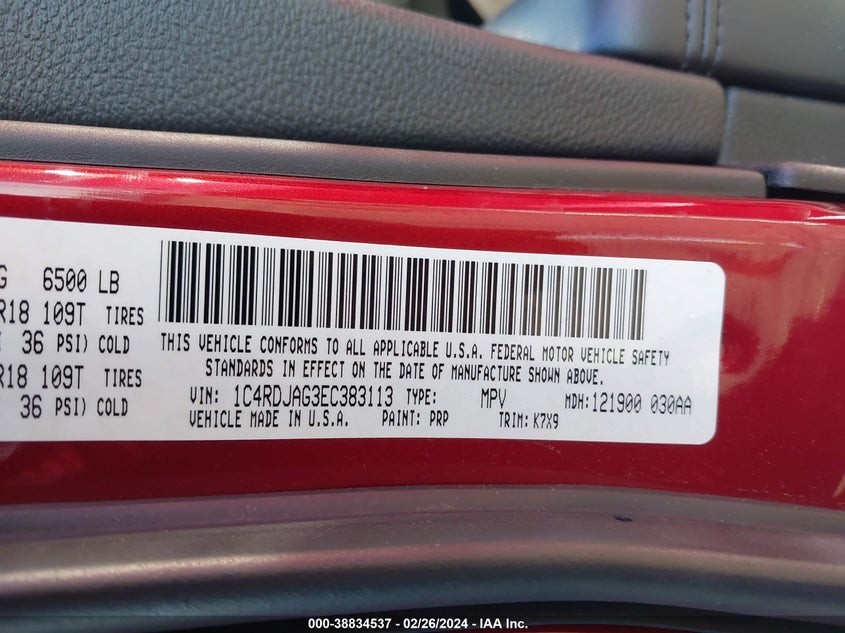 G 6500 LB
R18 109T TIRES
36 PSI) COLD
R18 109T TIRES
36 PSI) COLD
THIS VEHICLE CONFORMS TO ALL APPLICABLE U.S.A. FEDERAL MOTOR VEHICLE SAFETY
STANDARDS IN EFFECT ON THE DATE OF MANUFACTURE SHOWN ABOVE.
VIN: 1C4RDJAG3EC383113 TYPE: MPV MDH: 121900 030AA
VEHICLE MADE IN U.S.A. PAINT: PRP TRIM: K7X9
000-38834537 - 02/26/2024 - IAA Inc.